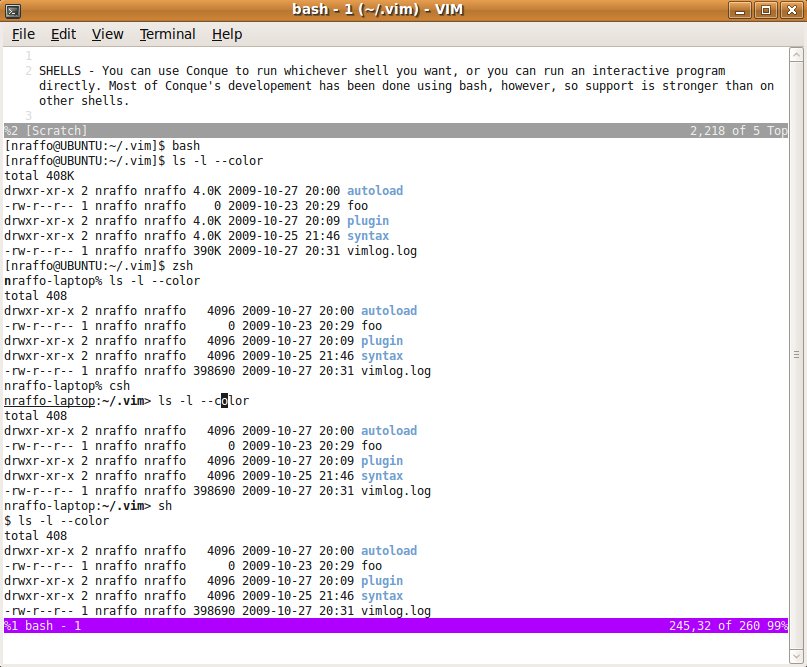 bash - 1 (~/.vim) - VIM
File Edit View Terminal Help
1
2 SHELLS - You can use Conque to run whichever shell you want, or you can run an interactive program
directly. Most of Conque's developement has been done using bash, however, so support is stronger than on
other shells.
3
%2 [Scratch] 2,218 of 5 Top
[nraffo@UBUNTU:~/.vim]$ bash
[nraffo@UBUNTU:~/.vim]$ ls -l --color
total 408K
drwxr-xr-x 2 nraffo nraffo 4.0K 2009-10-27 20:00 autoload
-rw-r--r-- 1 nraffo nraffo    0 2009-10-23 20:29 foo
drwxr-xr-x 2 nraffo nraffo 4.0K 2009-10-27 20:09 plugin
drwxr-xr-x 2 nraffo nraffo 4.0K 2009-10-25 21:46 syntax
-rw-r--r-- 1 nraffo nraffo 390K 2009-10-27 20:31 vimlog.log
[nraffo@UBUNTU:~/.vim]$ zsh
nraffo-laptop% ls -l --color
total 408
drwxr-xr-x 2 nraffo nraffo   4096 2009-10-27 20:00 autoload
-rw-r--r-- 1 nraffo nraffo      0 2009-10-23 20:29 foo
drwxr-xr-x 2 nraffo nraffo   4096 2009-10-27 20:09 plugin
drwxr-xr-x 2 nraffo nraffo   4096 2009-10-25 21:46 syntax
-rw-r--r-- 1 nraffo nraffo 398690 2009-10-27 20:31 vimlog.log
nraffo-laptop% csh
nraffo-laptop:~/.vim> ls -l --color
total 408
drwxr-xr-x 2 nraffo nraffo   4096 2009-10-27 20:00 autoload
-rw-r--r-- 1 nraffo nraffo      0 2009-10-23 20:29 foo
drwxr-xr-x 2 nraffo nraffo   4096 2009-10-27 20:09 plugin
drwxr-xr-x 2 nraffo nraffo   4096 2009-10-25 21:46 syntax
-rw-r--r-- 1 nraffo nraffo 398690 2009-10-27 20:31 vimlog.log
nraffo-laptop:~/.vim> sh
$ ls -l --color
total 408
drwxr-xr-x 2 nraffo nraffo   4096 2009-10-27 20:00 autoload
-rw-r--r-- 1 nraffo nraffo      0 2009-10-23 20:29 foo
drwxr-xr-x 2 nraffo nraffo   4096 2009-10-27 20:09 plugin
drwxr-xr-x 2 nraffo nraffo   4096 2009-10-25 21:46 syntax
-rw-r--r-- 1 nraffo nraffo 398690 2009-10-27 20:31 vimlog.log
%1 bash - 1 245,32 of 260 99%